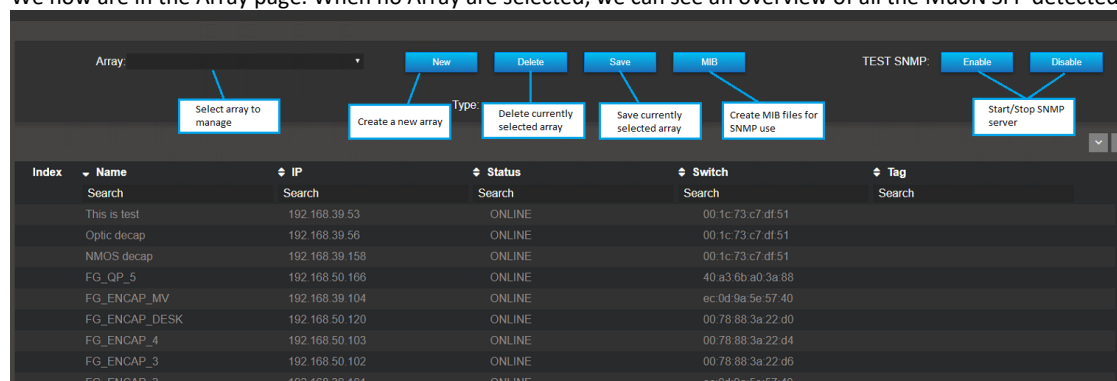 We now are in the Array page. When no Array are selected, we can see an overview of all the MuoN SFP detected
Array: New Delete Save MIB TEST SNMP: Enable Disable
Type:
Select array to
manage
Create a new array
Delete currently
selected array
Save currently
selected array
Create MIB files for
SNMP use
Start/Stop SNMP
server
Index Name IP Status Switch Tag
Search Search Search Search Search
This is test 192.168.39.53 ONLINE 00:1c:73:c7:df:51
Optic decap 192.168.39.56 ONLINE 00:1c:73:c7:df:51
NMOS decap 192.168.39.158 ONLINE 00:1c:73:c7:df:51
FG_QP_5 192.168.50.166 ONLINE 40:a3:6b:a0:3a:88
FG_ENCAP_MV 192.168.39.104 ONLINE ec:0d:9a:5e:57:40
FG_ENCAP_DESK 192.168.50.120 ONLINE 00:78:88:3a:22:d0
FG_ENCAP_4 192.168.50.103 ONLINE 00:78:88:3a:22:d4
FG_ENCAP_3 192.168.50.102 ONLINE 00:78:88:3a:22:d6